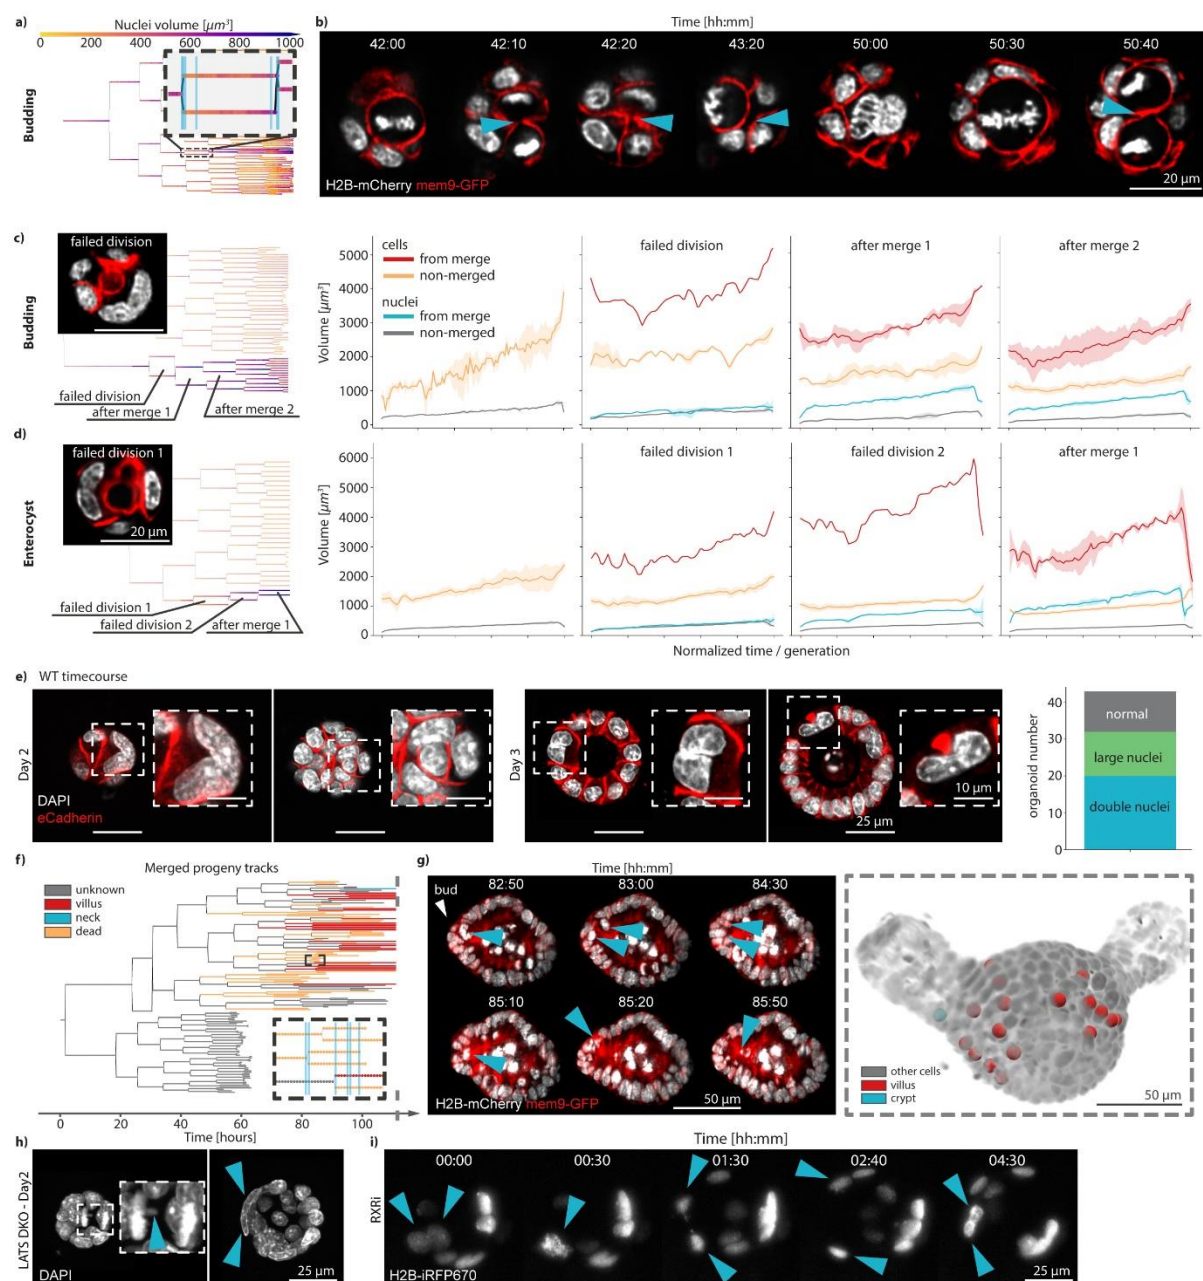 a) Nuclei volume [µm³]
0 200 400 600 800 1000
Budding
b) Time [hh:mm]
42:00 42:10 42:20 43:20 50:00 50:30 50:40
H2B-mCherry mem9-GFP
20 µm
c)
Budding
failed division
failed division
after merge 1
after merge 2
cells
from merge
non-merged
nuclei
from merge
non-merged
failed division
after merge 1
after merge 2
Volume [µm³]
5000
4000
3000
2000
1000
0
d)
Enterocyst
failed division 1
20 µm
failed division 1
failed division 2
after merge 1
failed division 1
failed division 2
after merge 1
Volume [µm³]
6000
5000
4000
3000
2000
1000
0
Normalized time / generation
e) WT timecourse
Day 2
DAPI
eCadherin
Day 3
25 µm
10 µm
organoid number
40
30
20
10
0
normal
large nuclei
double nuclei
f) Merged progeny tracks
unknown
villus
neck
dead
0 20 40 60 80 100
Time [hours]
g) Time [hh:mm]
bud
82:50 83:00 84:30
85:10 85:20 85:50
H2B-mCherry mem9-GFP
50 µm
other cells
villus
crypt
50 µm
h)
LATS DKO - Day2
DAPI
25 µm
i) Time [hh:mm]
RXRi
00:00 00:30 01:30 02:40 04:30
H2B-iRFP670
25 µm